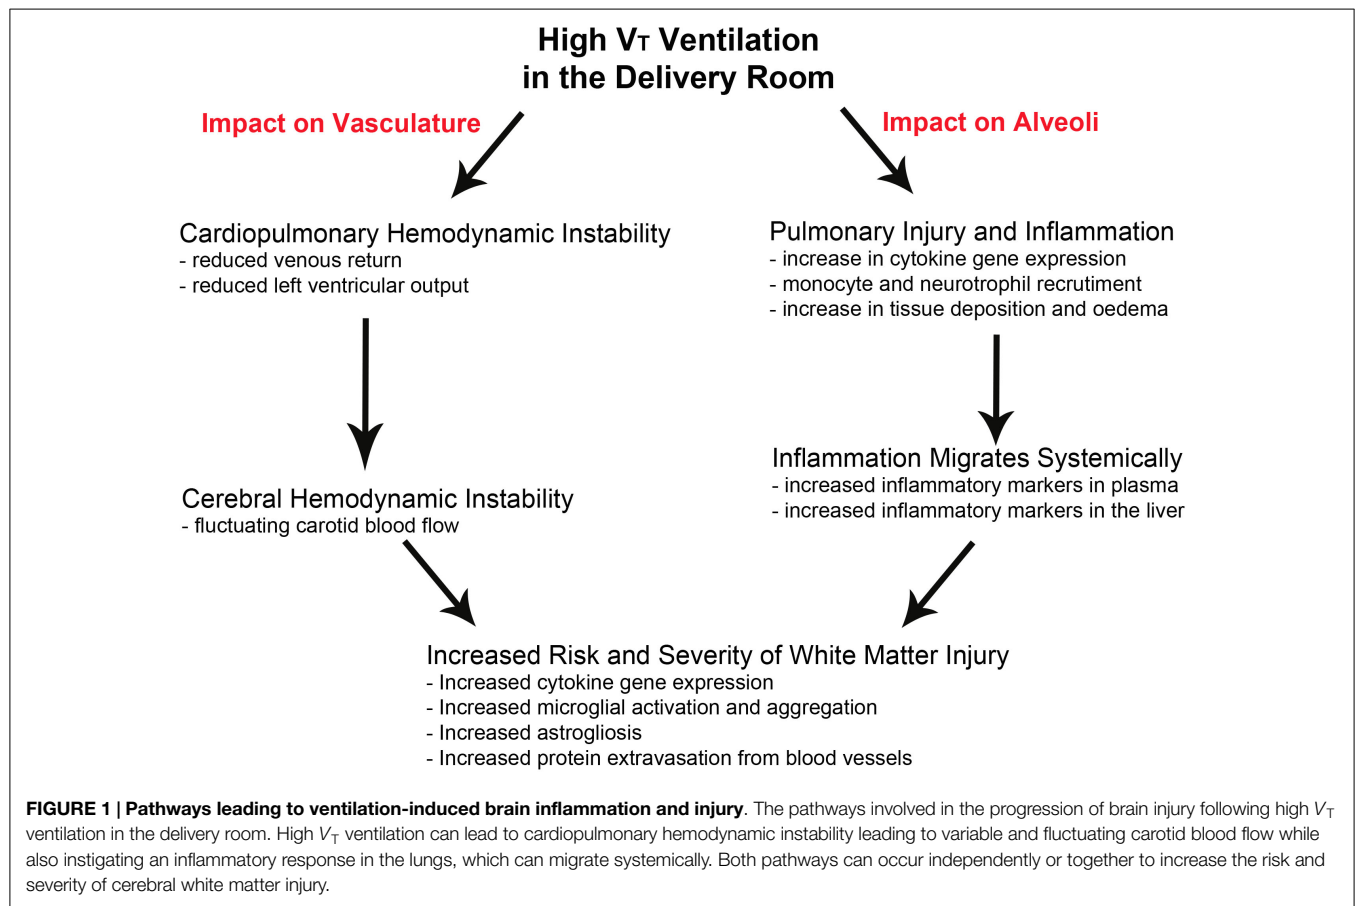 High VT Ventilation
in the Delivery Room
Impact on Vasculature
Impact on Alveoli
Cardiopulmonary Hemodynamic Instability
- reduced venous return
- reduced left ventricular output
Pulmonary Injury and Inflammation
- increase in cytokine gene expression
- monocyte and neurotrophil recrutiment
- increase in tissue deposition and oedema
Cerebral Hemodynamic Instability
- fluctuating carotid blood flow
Inflammation Migrates Systemically
- increased inflammatory markers in plasma
- increased inflammatory markers in the liver
Increased Risk and Severity of White Matter Injury
- Increased cytokine gene expression
- Increased microglial activation and aggregation
- Increased astrogliosis
- Increased protein extravasation from blood vessels
FIGURE 1 | Pathways leading to ventilation-induced brain inflammation and injury. The pathways involved in the progression of brain injury following high VT
ventilation in the delivery room. High VT ventilation can lead to cardiopulmonary hemodynamic instability leading to variable and fluctuating carotid blood flow while
also instigating an inflammatory response in the lungs, which can migrate systemically. Both pathways can occur independently or together to increase the risk and
severity of cerebral white matter injury.